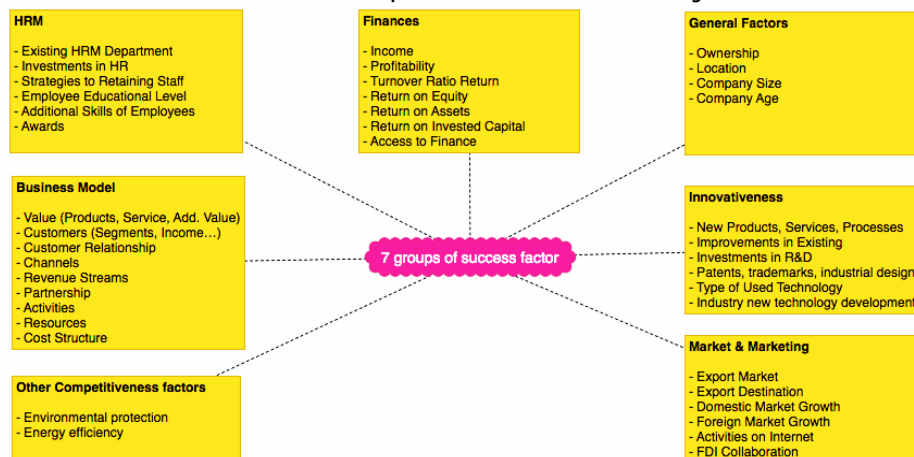 HRM
- Existing HRM Department
- Investments in HR
- Strategies to Retaining Staff
- Employee Educational Level
- Additional Skills of Employees
- Awards
Finances
- Income
- Profitability
- Turnover Ratio Return
- Return on Equity
- Return on Assets
- Return on Invested Capital
- Access to Finance
General Factors
- Ownership
- Location
- Company Size
- Company Age
Business Model
- Value (Products, Service, Add. Value)
- Customers (Segments, Income...)
- Customer Relationship
- Channels
- Revenue Streams
- Partnership
- Activities
- Resources
- Cost Structure
7 groups of success factor
Innovativeness
- New Products, Services, Processes
- Improvements in Existing
- Investments in R&D
- Patents, trademarks, industrial design
- Type of Used Technology
- Industry new technology development
Other Competitiveness factors
- Environmental protection
- Energy efficiency
Market & Marketing
- Export Market
- Export Destination
- Domestic Market Growth
- Foreign Market Growth
- Activities on Internet
- FDI Collaboration